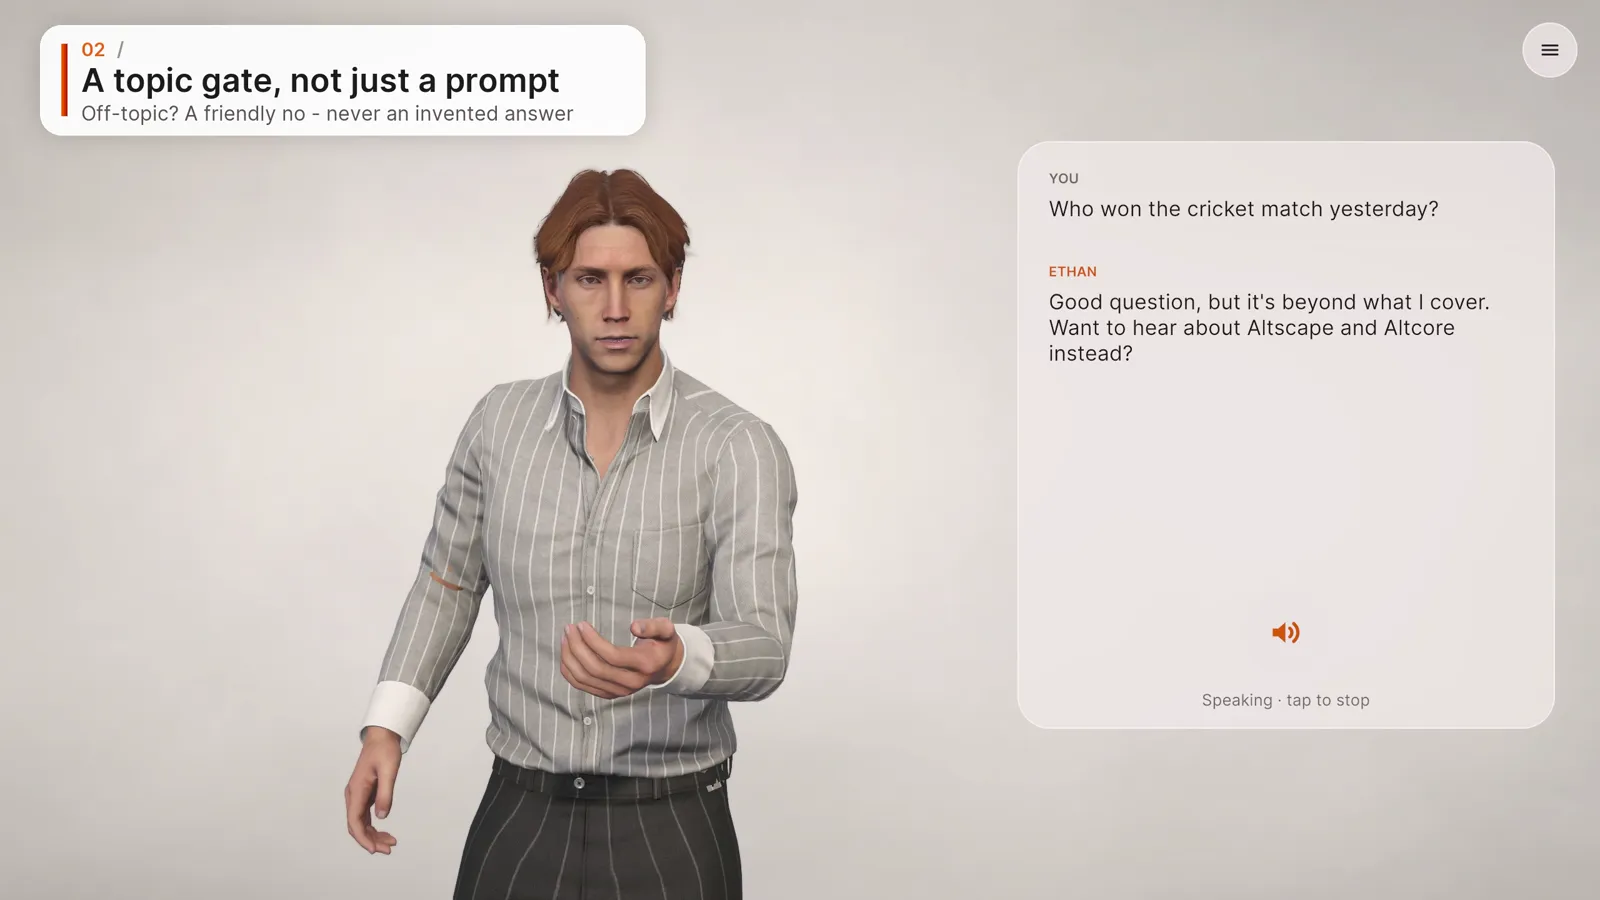 02 /
A topic gate, not just a prompt
Off-topic? A friendly no - never an invented answer
YOU
Who won the cricket match yesterday?
ETHAN
Good question, but it's beyond what I cover.
Want to hear about Altscape and Altcore
instead?
Speaking · tap to stop